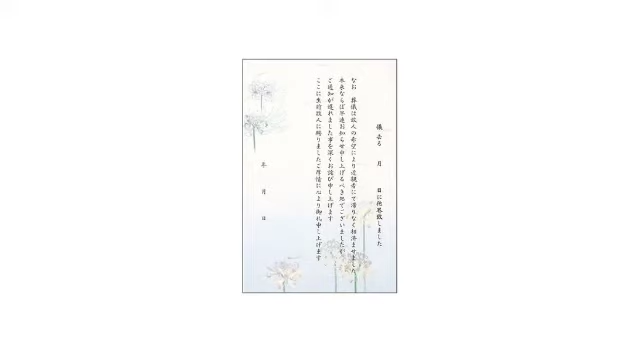 儀 去る 月 日に他界致しました
なお 葬儀は故人の希望により近親者にて滞りなく相済ませました
本来ならば早速お知らせ申し上げるべき処でございましたが
ご通知が遅れました事を深くお詫び申し上げます
ここに生前故人に賜りましたご厚情に心より御礼申し上げます
年 月 日